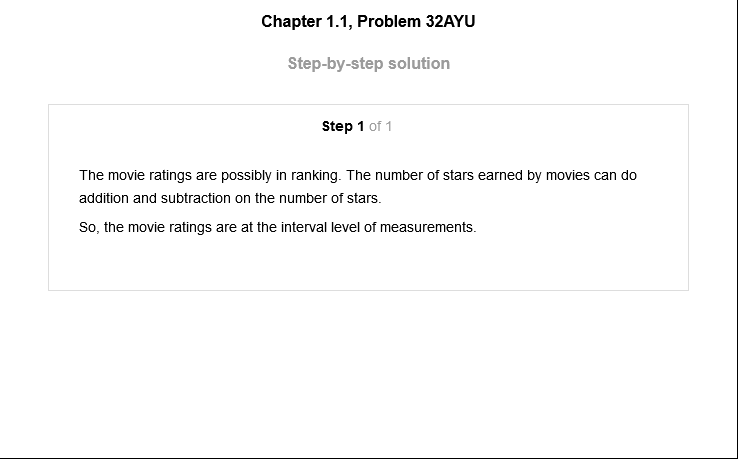 Chapter 1.1, Problem 32AYU
Step-by-step solution
Step 1 of 1
The movie ratings are possibly in ranking. The number of stars earned by movies can do
addition and subtraction on the number of stars.
So, the movie ratings are at the interval level of measurements.